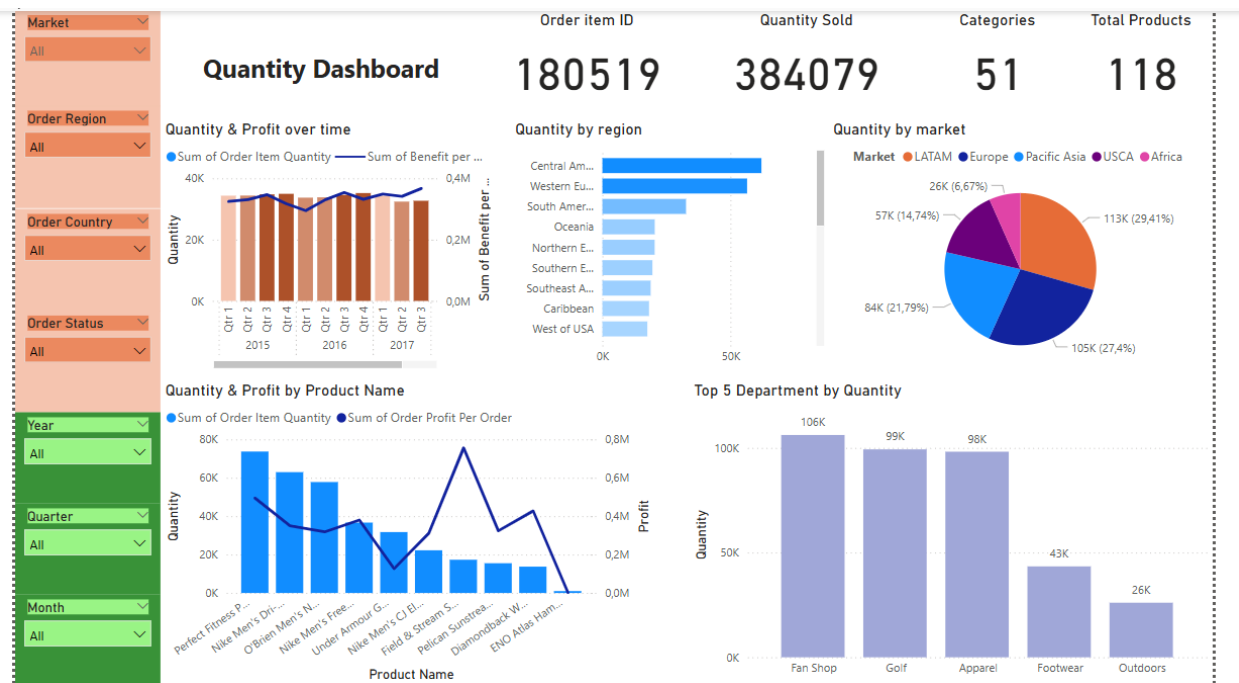 Market
All
Order Region
All
Order Country
All
Order Status
All
Year
All
Quarter
All
Month
All
Quantity Dashboard
Order item ID
180519
Quantity Sold
384079
Categories
51
Total Products
118
Quantity & Profit over time
Sum of Order Item Quantity Sum of Benefit per ...
40K
20K
0K
Quantity
0,4M
0,2M
0,0M
Sum of Benefit per ...
Qtr 1
Qtr 2
Qtr 3
Qtr 4
Qtr 1
Qtr 2
Qtr 3
Qtr 4
Qtr 1
Qtr 2
Qtr 3
2015 2016 2017
Quantity by region
Central Am...
Western Eu...
South Amer...
Oceania
Northern E...
Southern E...
Southeast A...
Caribbean
West of USA
0K 50K
Quantity by market
Market LATAM Europe Pacific Asia USCA Africa
26K (6,67%)
57K (14,74%)
113K (29,41%)
84K (21,79%)
105K (27,4%)
Quantity & Profit by Product Name
Sum of Order Item Quantity Sum of Order Profit Per Order
80K
60K
40K
20K
0K
Quantity
0,8M
0,6M
0,4M
0,2M
0,0M
Profit
Perfect Fitness P...
Nike Men's Dri-...
O'Brien Men's N...
Nike Men's Free...
Under Armour G...
Nike Men's CJ El...
Field & Stream S...
Pelican Sunstrea...
Diamondback W...
ENO Atlas Ham...
Product Name
Top 5 Department by Quantity
100K
50K
0K
Quantity
106K
99K
98K
43K
26K
Fan Shop Golf Apparel Footwear Outdoors